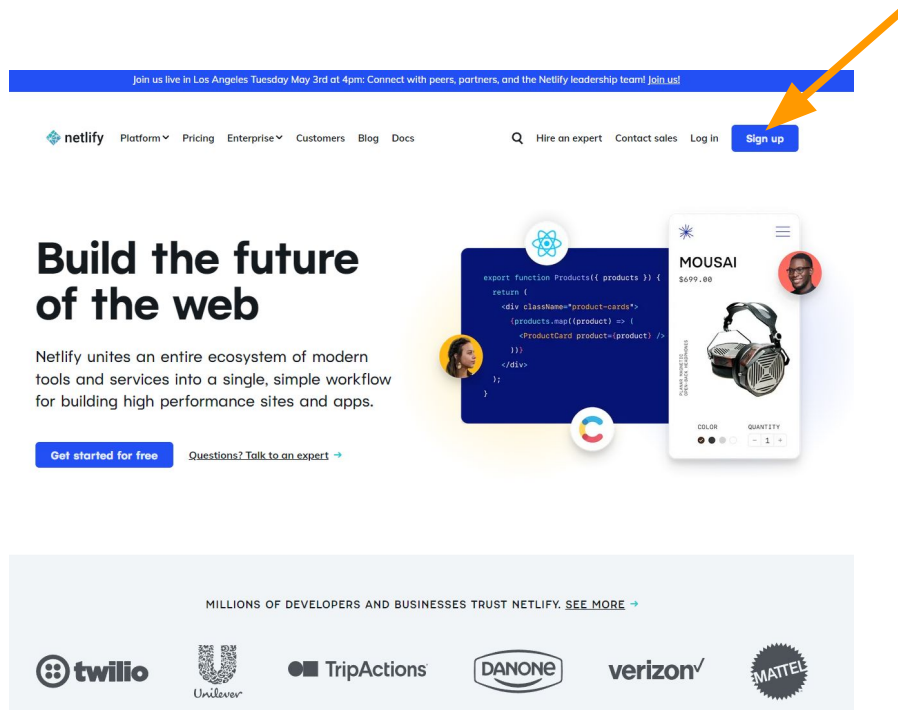 Join us live in Los Angeles Tuesday May 3rd at 4pm: Connect with peers, partners, and the Netlify leadership team! Join us!
netlify Platform Pricing Enterprise Customers Blog Docs Hire an expert Contact sales Log in Sign up
Build the future
of the web
Netlify unites an entire ecosystem of modern
tools and services into a single, simple workflow
for building high performance sites and apps.
Get started for free Questions? Talk to an expert →
export function Products({ products }) {
return (
<div className="product-cards">
{products.map((product) => (
<ProductCard product={product} />
))}
</div>
);
}
MOUSAI
$699.00
PLANAR MAGNETIC
OPEN-BACK HEADPHONES
COLOR QUANTITY
- 1 +
MILLIONS OF DEVELOPERS AND BUSINESSES TRUST NETLIFY. SEE MORE →
twilio Unilever TripActions DANONE verizon✓ MATTEL